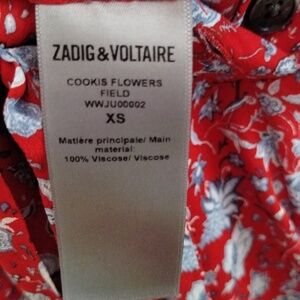 ZADIG & VOLTAIRE
COOKIS FLOWERS
FIELD
WWJU00002
XS
Matière principale/ Main
material:
100% Viscose/ Viscose